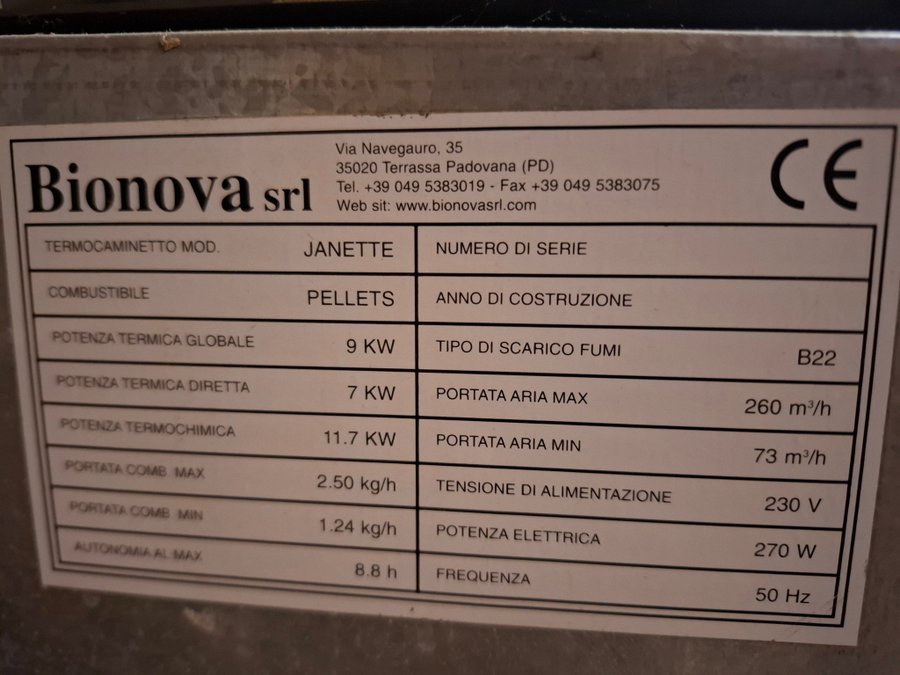 Bionova srl
Via Navegauro, 35
35020 Terrassa Padovana (PD)
Tel. +39 049 5383019 - Fax +39 049 5383075
Web sit: www.bionovasrl.com
CE
TERMOCAMINETTO MOD. JANETTE
COMBUSTIBILE PELLETS
POTENZA TERMICA GLOBALE 9 KW
POTENZA TERMICA DIRETTA 7 KW
POTENZA TERMOCHIMICA 11.7 KW
PORTATA COMB. MAX 2.50 kg/h
PORTATA COMB MIN 1.24 kg/h
AUTONOMIA AL MAX 8.8 h
NUMERO DI SERIE
ANNO DI COSTRUZIONE
TIPO DI SCARICO FUMI B22
PORTATA ARIA MAX 260 m³/h
PORTATA ARIA MIN 73 m³/h
TENSIONE DI ALIMENTAZIONE 230 V
POTENZA ELETTRICA 270 W
FREQUENZA 50 Hz